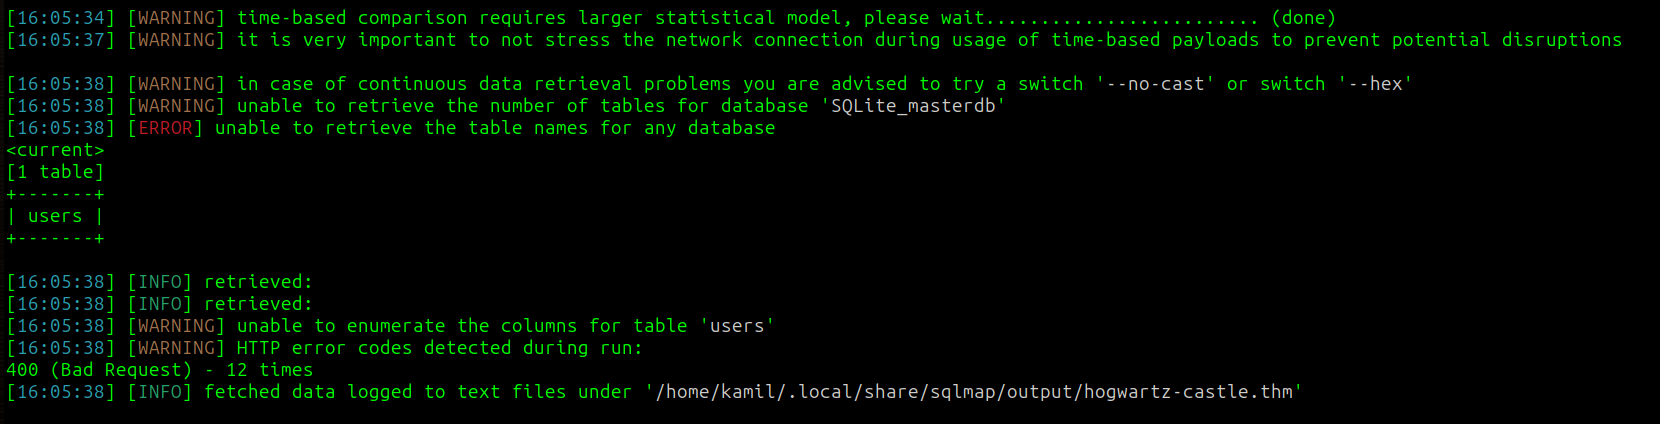 [16:05:34] [WARNING] time-based comparison requires larger statistical model, please wait......................... (done)
[16:05:37] [WARNING] it is very important to not stress the network connection during usage of time-based payloads to prevent potential disruptions
[16:05:38] [WARNING] in case of continuous data retrieval problems you are advised to try a switch '--no-cast' or switch '--hex'
[16:05:38] [WARNING] unable to retrieve the number of tables for database 'SQLite_masterdb'
[16:05:38] [ERROR] unable to retrieve the table names for any database
<current>
[1 table]
+-------+
| users |
+-------+
[16:05:38] [INFO] retrieved:
[16:05:38] [INFO] retrieved:
[16:05:38] [WARNING] unable to enumerate the columns for table 'users'
[16:05:38] [WARNING] HTTP error codes detected during run:
400 (Bad Request) - 12 times
[16:05:38] [INFO] fetched data logged to text files under '/home/kamil/.local/share/sqlmap/output/hogwartz-castle.thm'